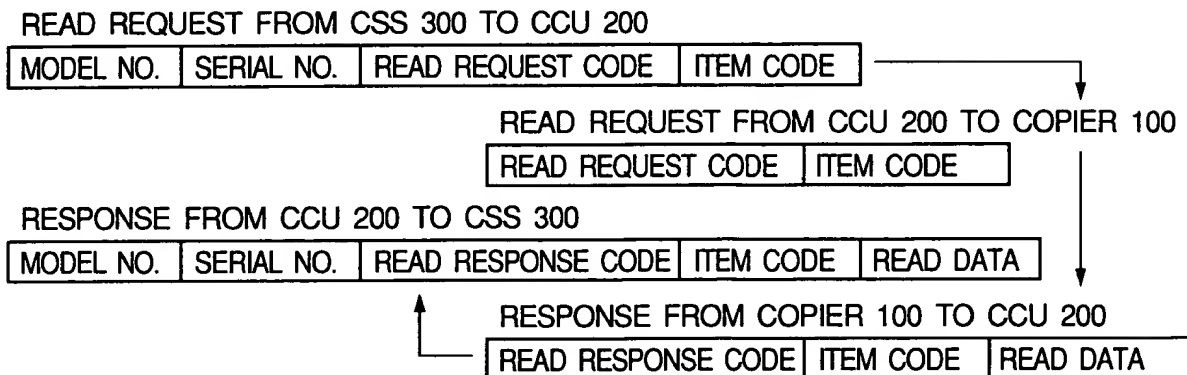 READ REQUEST FROM CSS 300 TO CCU 200
MODEL NO. SERIAL NO. READ REQUEST CODE ITEM CODE
READ REQUEST FROM CCU 200 TO COPIER 100
READ REQUEST CODE ITEM CODE
RESPONSE FROM CCU 200 TO CSS 300
MODEL NO. SERIAL NO. READ RESPONSE CODE ITEM CODE READ DATA
RESPONSE FROM COPIER 100 TO CCU 200
READ RESPONSE CODE ITEM CODE READ DATA